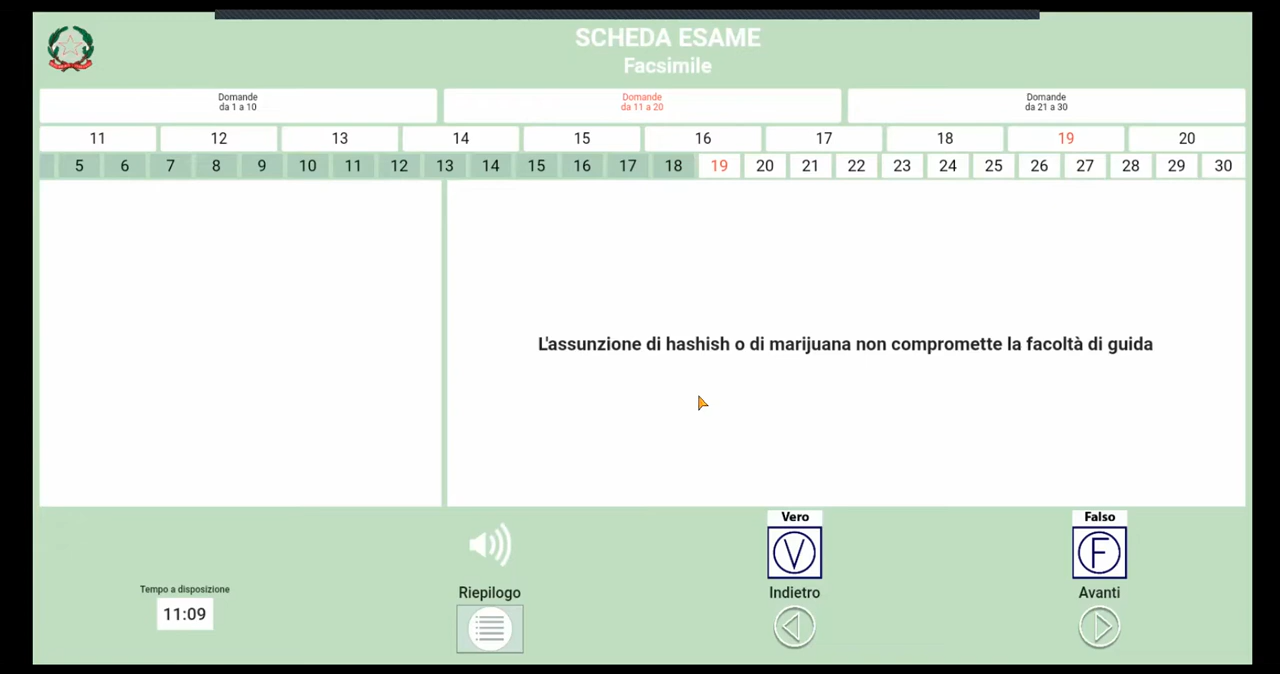 SCHEDA ESAME
Facsimile
Domande
da 1 a 10
Domande
da 11 a 20
Domande
da 21 a 30
11 12 13 14 15 16 17 18 19 20
5 6 7 8 9 10 11 12 13 14 15 16 17 18 19 20 21 22 23 24 25 26 27 28 29 30
L'assunzione di hashish o di marijuana non compromette la facoltà di guida
Vero
V
Falso
F
Tempo a disposizione
11:09
Riepilogo
Indietro
Avanti